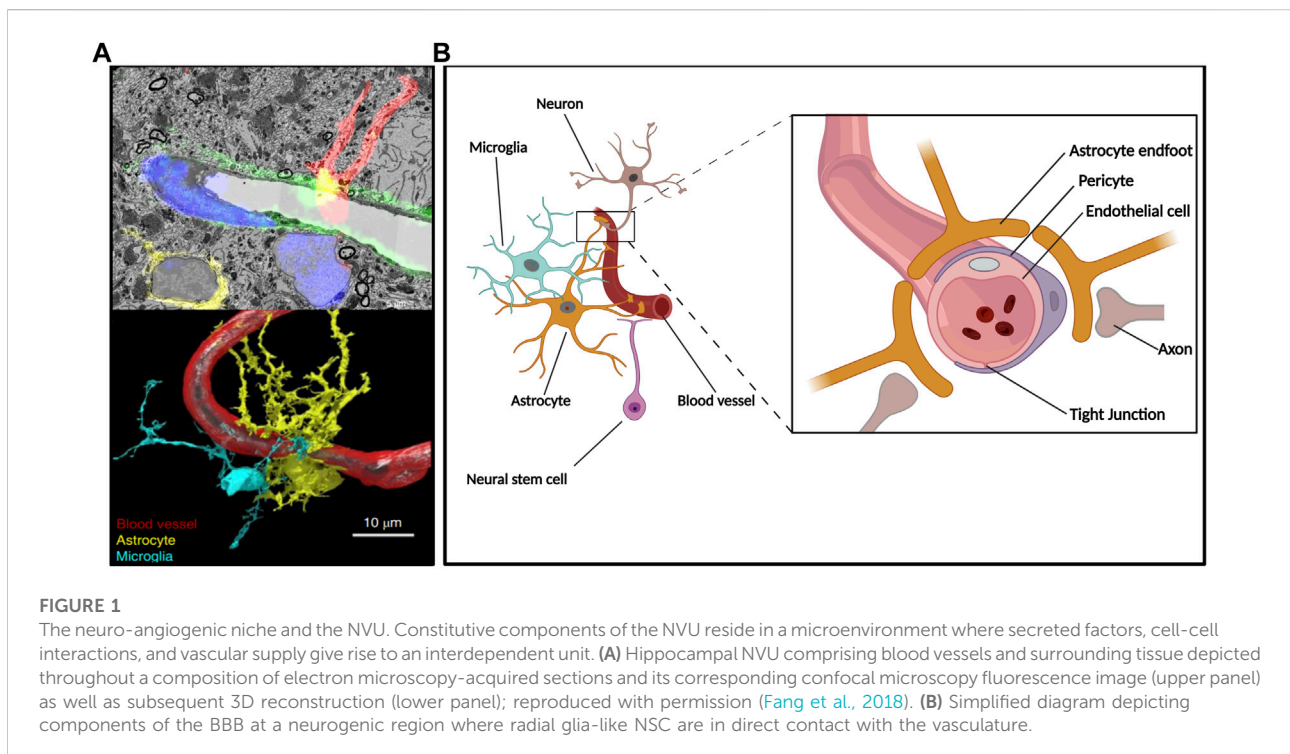 A
B
Neuron
Microglia
Astrocyte
Blood vessel
Neural stem cell
Astrocyte endfoot
Pericyte
Endothelial cell
Axon
Tight Junction
Blood vessel
Astrocyte
Microglia
10 μm
FIGURE 1
The neuro-angiogenic niche and the NVU. Constitutive components of the NVU reside in a microenvironment where secreted factors, cell-cell
interactions, and vascular supply give rise to an interdependent unit. (A) Hippocampal NVU comprising blood vessels and surrounding tissue depicted
throughout a composition of electron microscopy-acquired sections and its corresponding confocal microscopy fluorescence image (upper panel)
as well as subsequent 3D reconstruction (lower panel); reproduced with permission (Fang et al., 2018). (B) Simplified diagram depicting
components of the BBB at a neurogenic region where radial glia-like NSC are in direct contact with the vasculature.